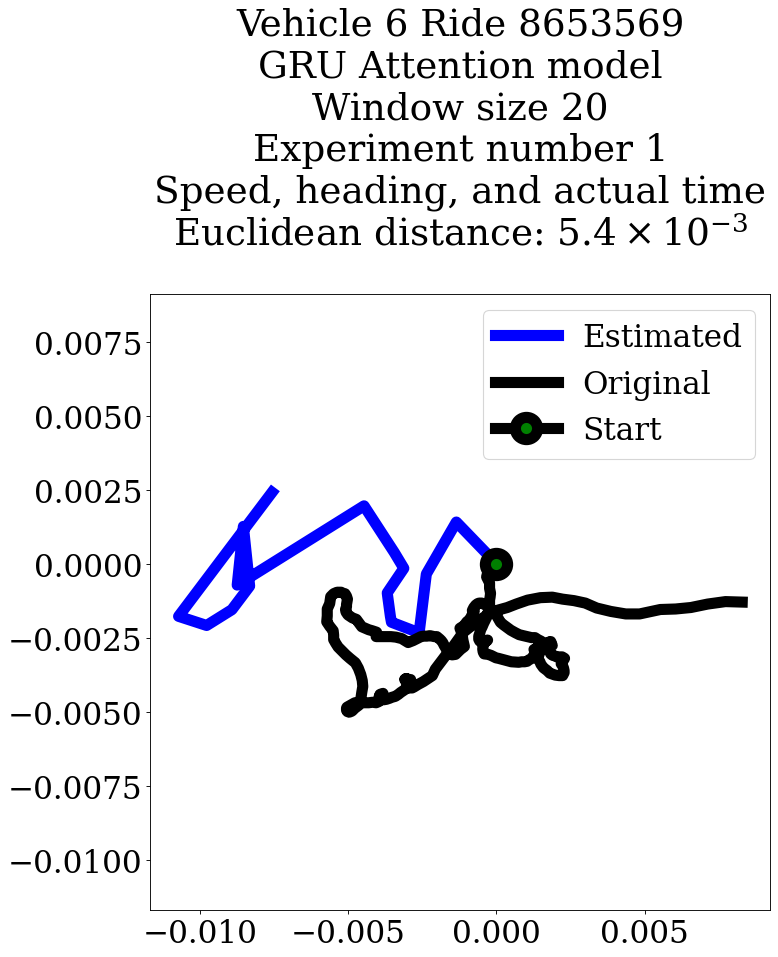 Vehicle 6 Ride 8653569
GRU Attention model
Window size 20
Experiment number 1
Speed, heading, and actual time
Euclidean distance: 5.4 × 10⁻³
Estimated
Original
Start
0.0075
0.0050
0.0025
0.0000
−0.0025
−0.0050
−0.0075
−0.0100
−0.010 −0.005 0.000 0.005